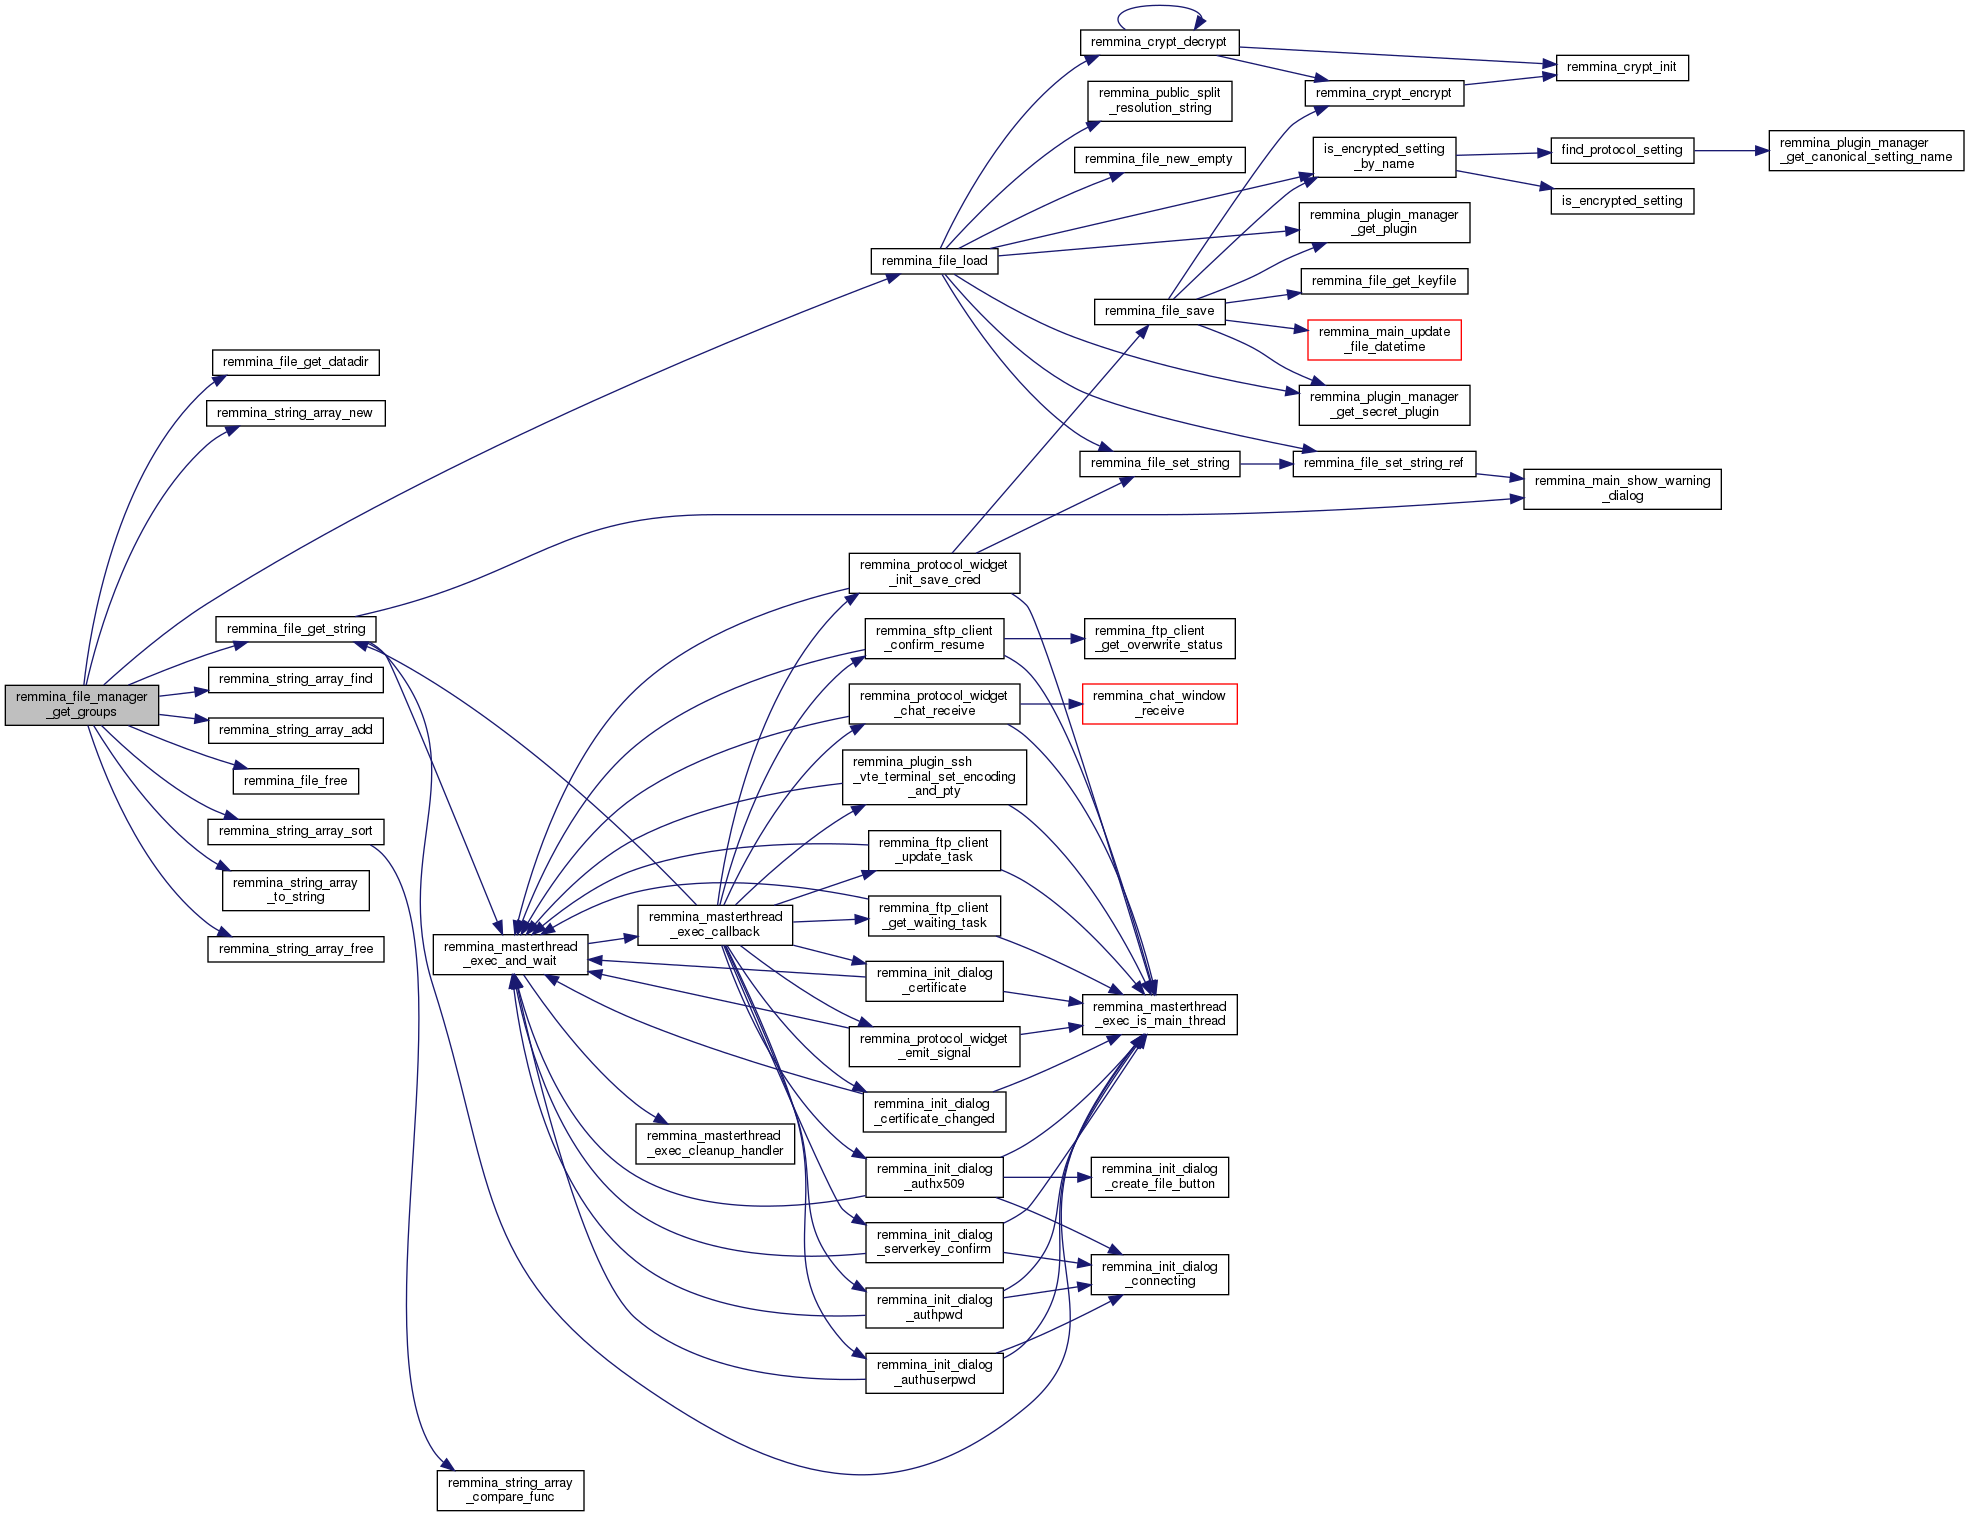 remmina_crypt_decrypt
remmina_crypt_init
remmina_public_split
_resolution_string
remmina_crypt_encrypt
remmina_file_new_empty
is_encrypted_setting
_by_name
find_protocol_setting
remmina_plugin_manager
_get_canonical_setting_name
is_encrypted_setting
remmina_plugin_manager
_get_plugin
remmina_file_load
remmina_file_get_keyfile
remmina_file_save
remmina_main_update
_file_datetime
remmina_file_get_datadir
remmina_plugin_manager
_get_secret_plugin
remmina_string_array_new
remmina_file_set_string
remmina_file_set_string_ref
remmina_main_show_warning
_dialog
remmina_protocol_widget
_init_save_cred
remmina_file_get_string
remmina_sftp_client
_confirm_resume
remmina_ftp_client
_get_overwrite_status
remmina_string_array_find
remmina_file_manager
_get_groups
remmina_protocol_widget
_chat_receive
remmina_chat_window
_receive
remmina_string_array_add
remmina_file_free
remmina_plugin_ssh
_vte_terminal_set_encoding
_and_pty
remmina_string_array_sort
remmina_ftp_client
_update_task
remmina_string_array
_to_string
remmina_ftp_client
_get_waiting_task
remmina_masterthread
_exec_callback
remmina_string_array_free
remmina_masterthread
_exec_and_wait
remmina_init_dialog
_certificate
remmina_masterthread
_exec_is_main_thread
remmina_protocol_widget
_emit_signal
remmina_init_dialog
_certificate_changed
remmina_masterthread
_exec_cleanup_handler
remmina_init_dialog
_authx509
remmina_init_dialog
_create_file_button
remmina_init_dialog
_serverkey_confirm
remmina_init_dialog
_connecting
remmina_init_dialog
_authpwd
remmina_init_dialog
_authuserpwd
remmina_string_array
_compare_func